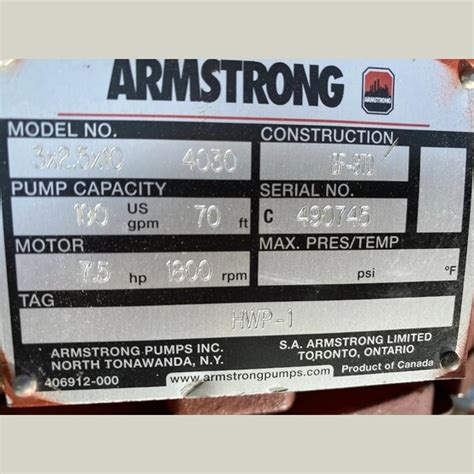 ARMSTRONG
ARMSTRONG
MODEL NO. CONSTRUCTION
3x2.5x10 4030
PUMP CAPACITY SERIAL NO.
US gpm 70 ft C 490745
MOTOR MAX. PRES/TEMP
7.5 hp 1800 rpm psi °F
TAG
HWP-1
ARMSTRONG PUMPS INC. S.A. ARMSTRONG LIMITED
NORTH TONAWANDA, N.Y. TORONTO, ONTARIO
406912-000 www.armstrongpumps.com Product of Canada